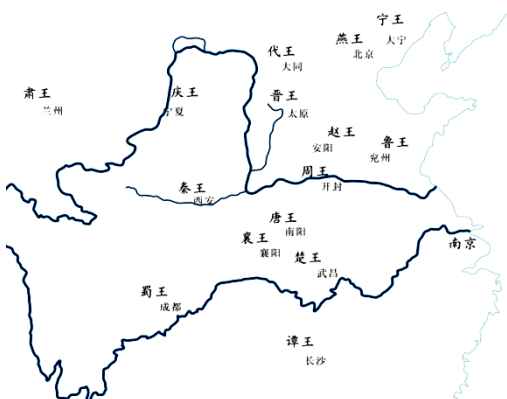 宁王
燕王
大宁
代王
北京
大同
肃王
庆王
晋王
兰州
宁夏
太原
赵王
鲁王
安阳
兖州
周王
秦王
开封
西安
唐王
南阳
襄王
南京
襄阳
楚王
武昌
蜀王
成都
谭王
长沙